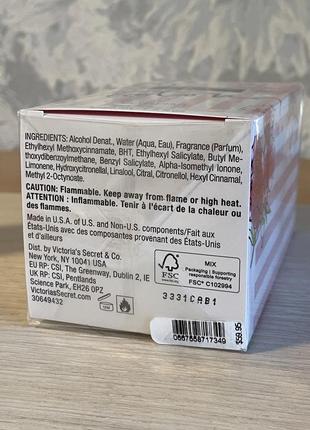 INGREDIENTS: Alcohol Denat., Water (Aqua, Eau), Fragrance (Parfum),
Ethylhexyl Methoxycinnamate, BHT, Ethylhexyl Salicylate, Butyl Me-
thoxydibenzoylmethane, Benzyl Salicylate, Alpha-Isomethyl Ionone,
Limonene, Hydroxycitronellal, Linalool, Citral, Citronellol, Hexyl Cinnamal,
Methyl 2-Octynoate.
CAUTION: Flammable. Keep away from flame or high heat.
ATTENTION : Inflammable. Tenir à l'écart de la chaleur ou
des flammes.
Made in U.S.A. of U.S. and Non-U.S. components/Fait aux
États-Unis avec des composantes provenant des États-Unis
et d'ailleurs
Dist. by Victoria's Secret & Co.
New York, NY 10001 USA
EU RP: CSI, The Greenway, Dublin 2, IE
UK RP: CSI, Pentlands
Science Park, EH26 0PZ
VictoriasSecret.com
30649432
12M
FSC
MIX
Packaging | Supporting
responsible forestry
FSC® C102994
3331CAB1
0667558717349
$59.95